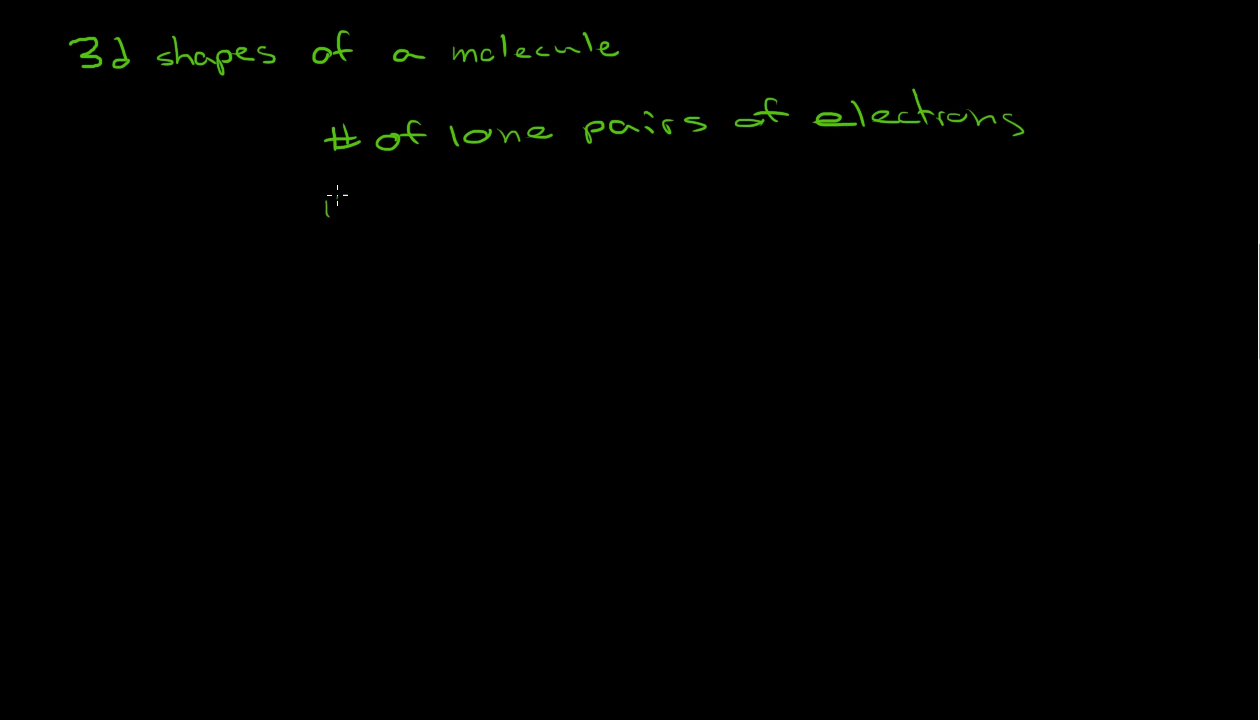 3d shapes of a molecule
# of lone pairs of electrons